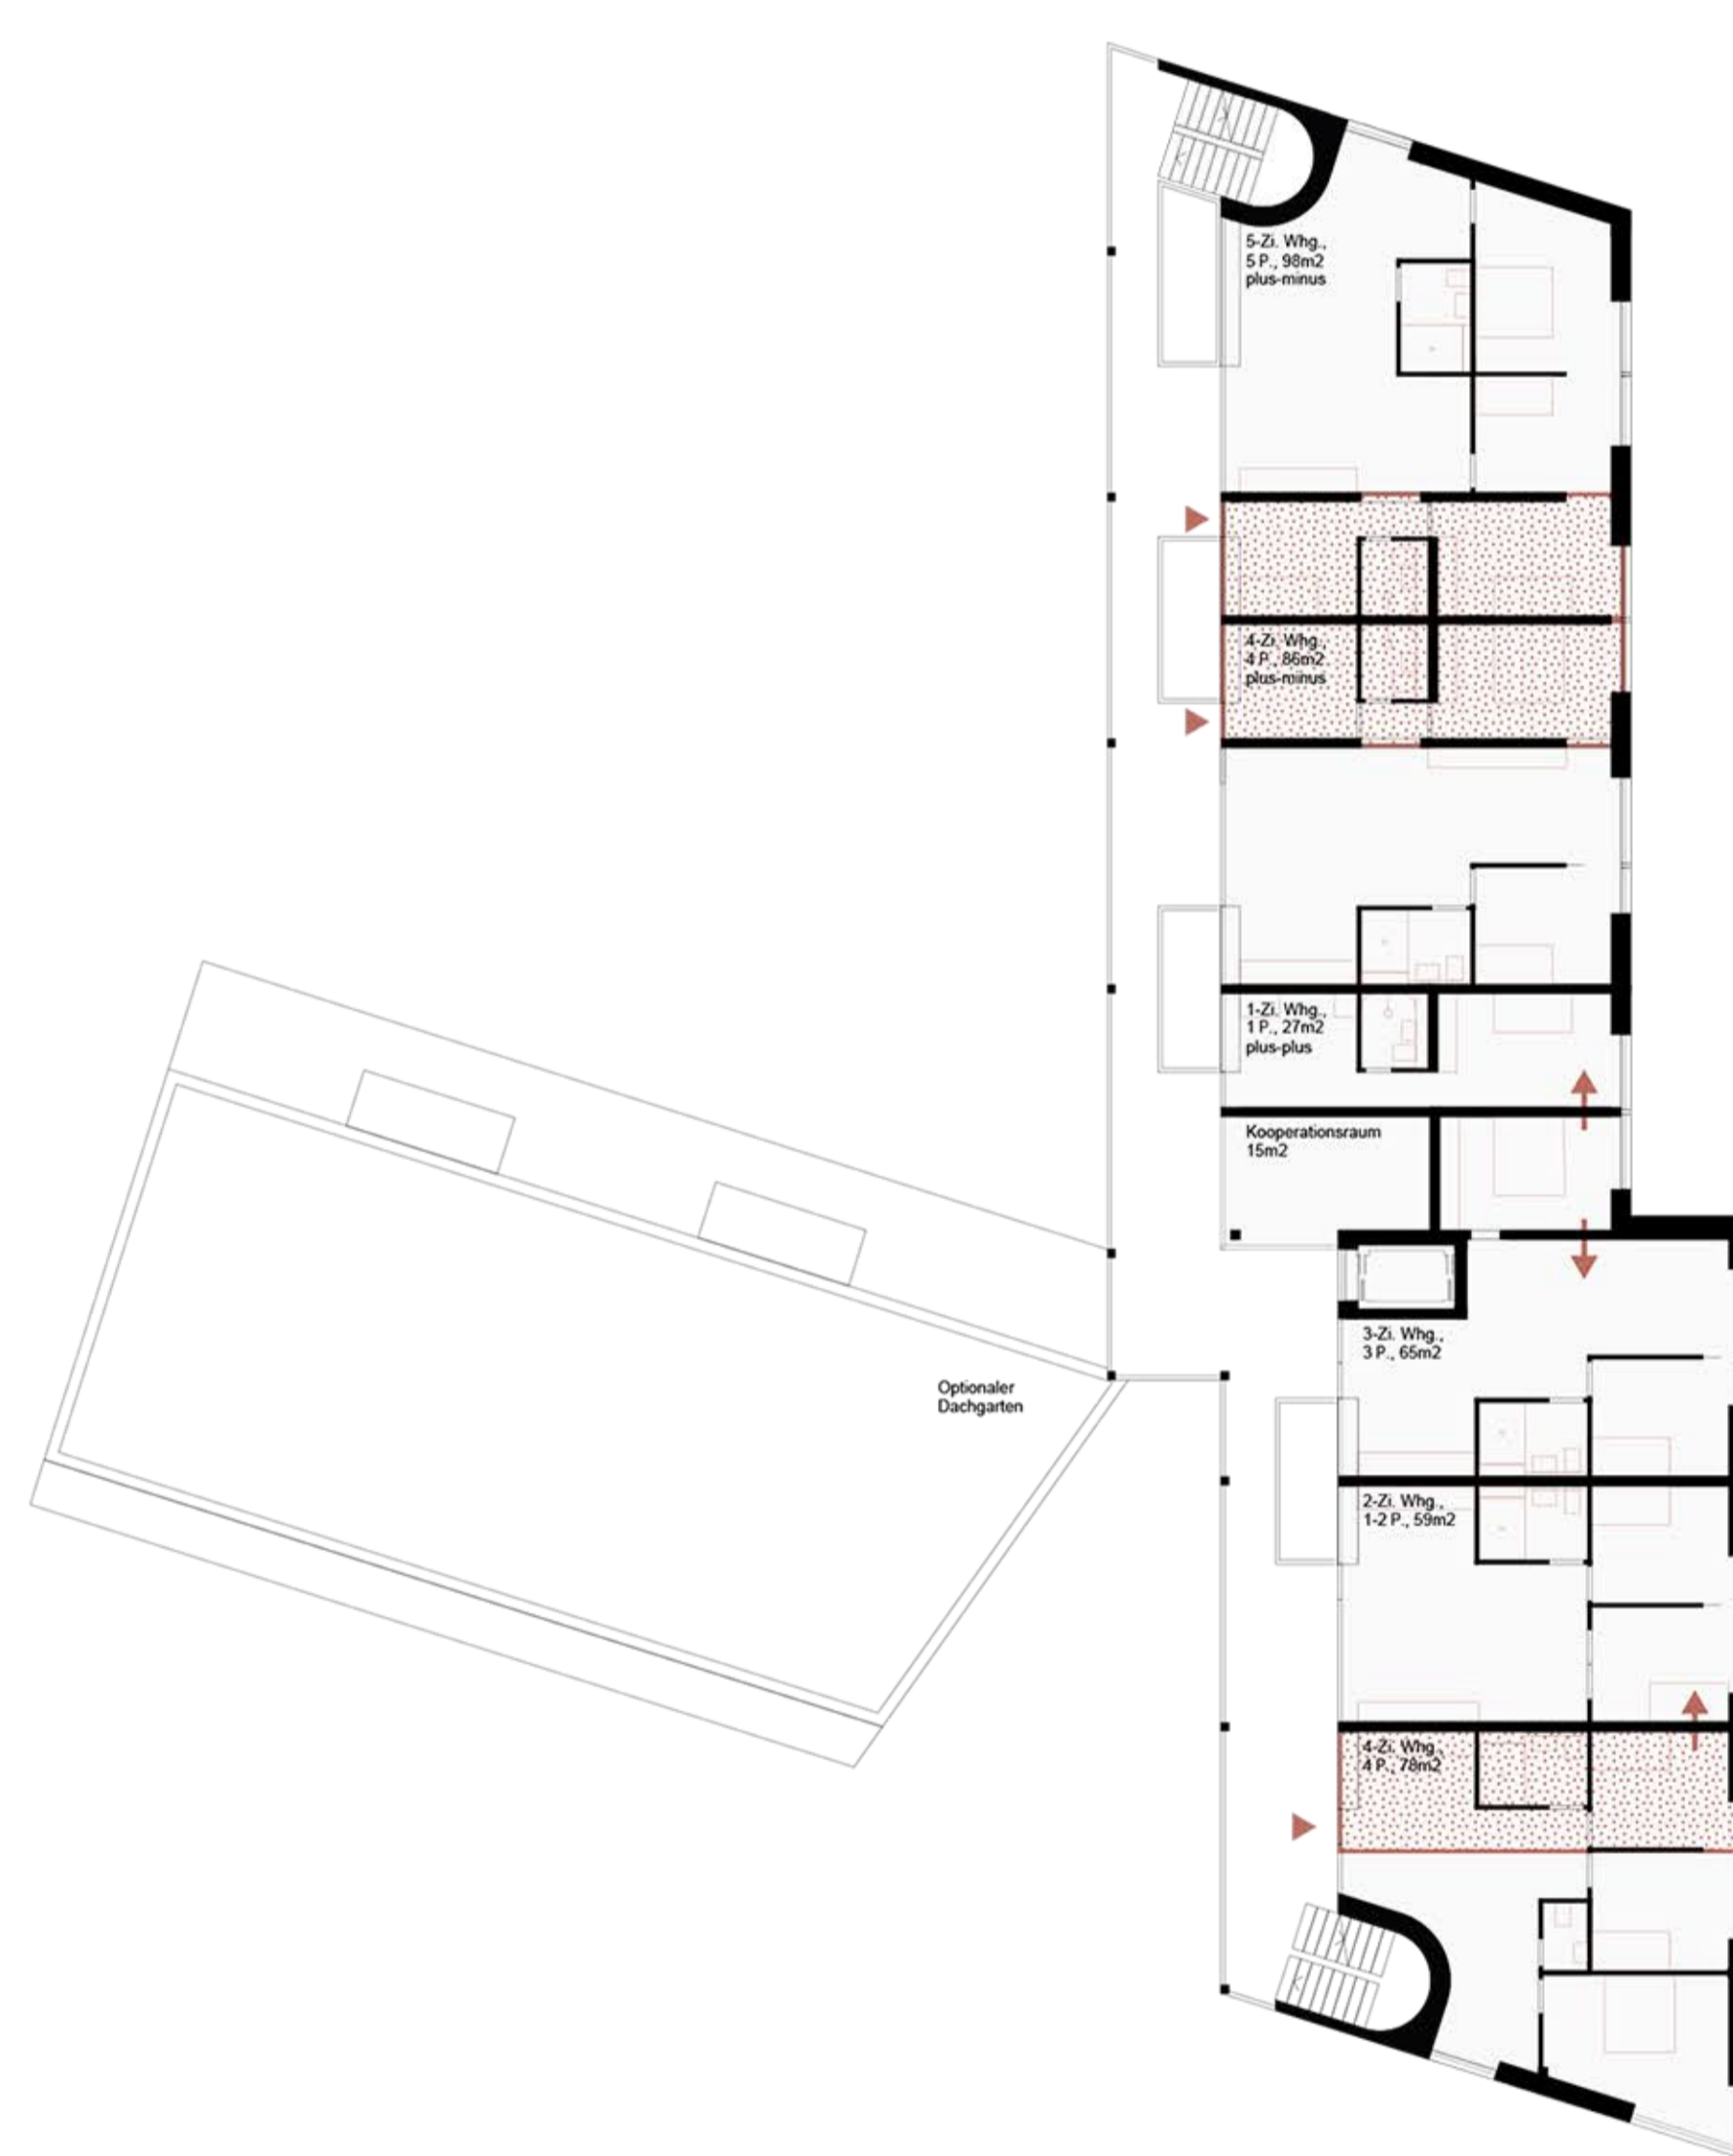 5-Zi. Whg.,
5 P., 98m2
plus-minus
4-Zi. Whg.,
4 P., 86m2
plus-minus
1-Zi. Whg.,
1 P., 27m2
plus-plus
Kooperationsraum
15m2
3-Zi. Whg.,
3 P., 65m2
Optionaler
Dachgarten
2-Zi. Whg.,
1-2 P., 59m2
4-Zi. Whg.,
4 P., 78m2